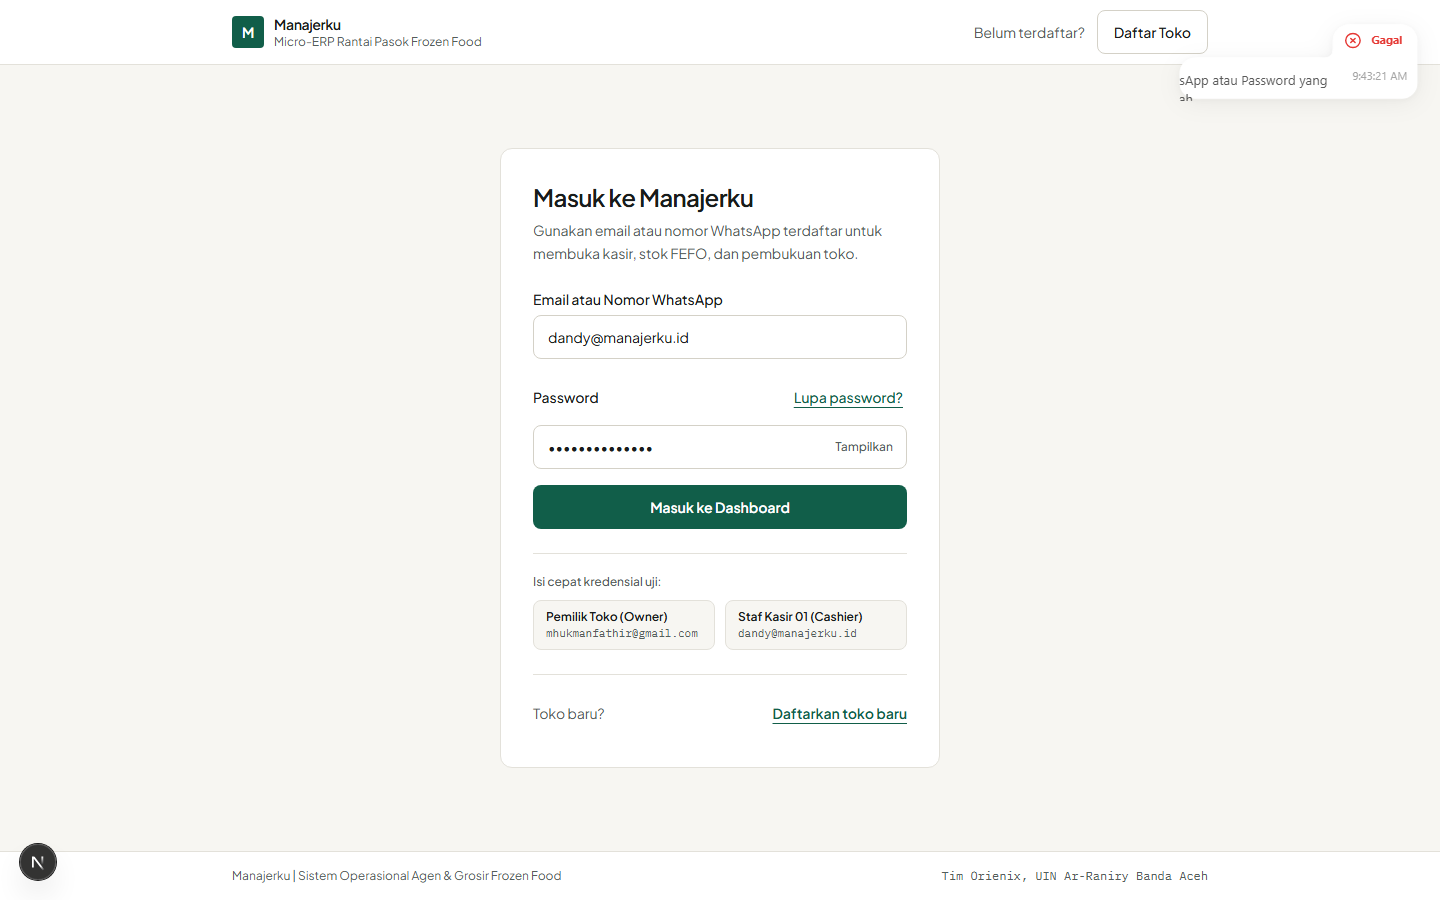 M
Manajerku
Micro-ERP Rantai Pasok Frozen Food
Belum terdaftar?
Daftar Toko
Gagal
sApp atau Password yang
9:43:21 AM
Masuk ke Manajerku
Gunakan email atau nomor WhatsApp terdaftar untuk
membuka kasir, stok FEFO, dan pembukuan toko.
Email atau Nomor WhatsApp
dandy@manajerku.id
Password
Lupa password?
••••••••••••••
Tampilkan
Masuk ke Dashboard
Isi cepat kredensial uji:
Pemilik Toko (Owner)
mhukmanfathir@gmail.com
Staf Kasir 01 (Cashier)
dandy@manajerku.id
Toko baru?
Daftarkan toko baru
N
Manajerku | Sistem Operasional Agen & Grosir Frozen Food
Tim Orienix, UIN Ar-Raniry Banda Aceh